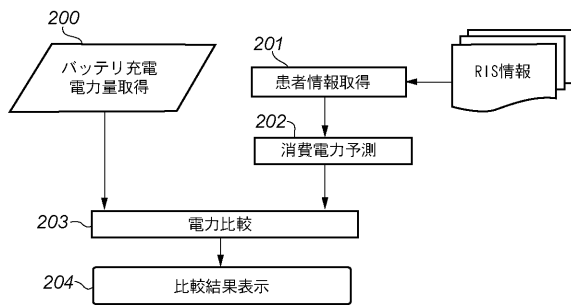 200
バッテリ充電
電力量取得
201
患者情報取得
RIS情報
202
消費電力予測
203
電力比較
204
比較結果表示